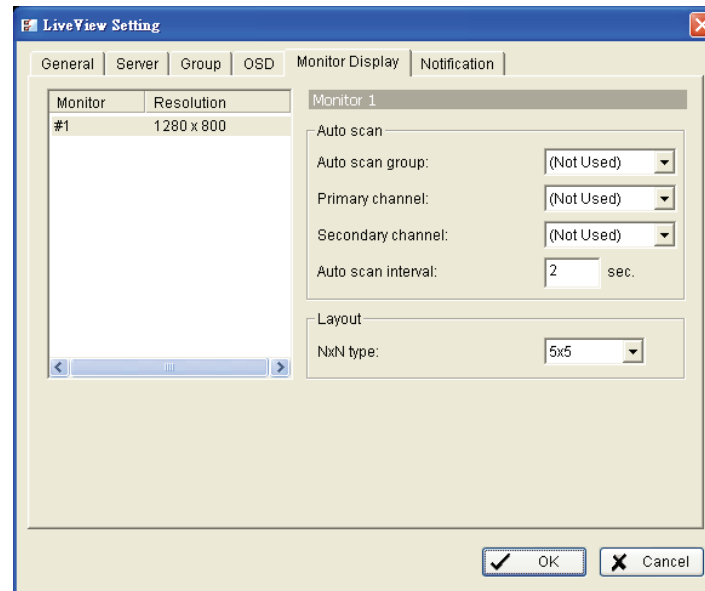 LiveView Setting
General Server Group OSD Monitor Display Notification
Monitor Resolution
#1 1280 x 800
Monitor 1
Auto scan
Auto scan group: (Not Used)
Primary channel: (Not Used)
Secondary channel: (Not Used)
Auto scan interval: 2 sec.
Layout
NxN type: 5x5
OK Cancel